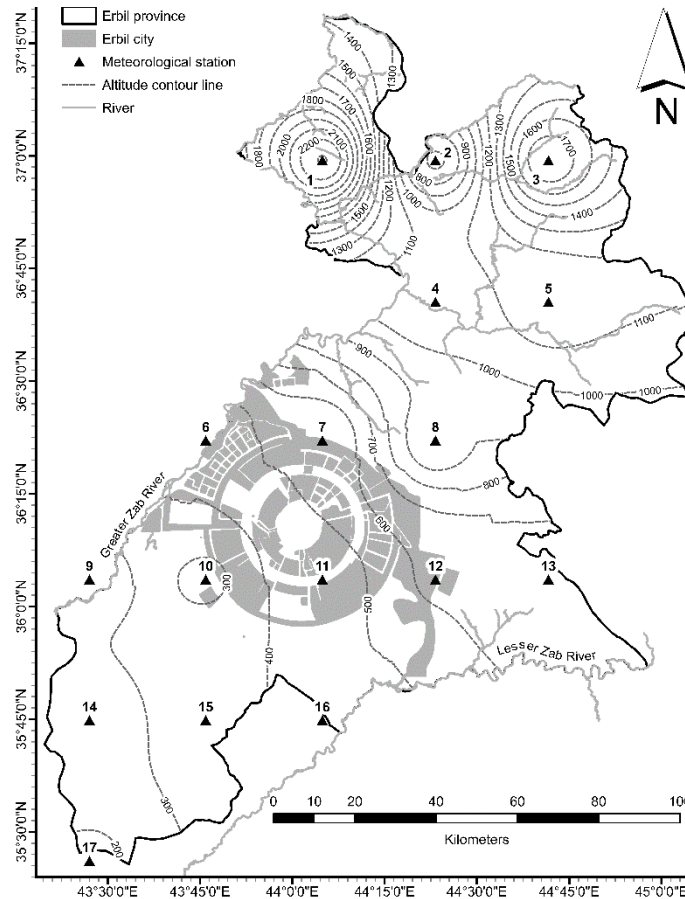 Erbil province
Erbil city
Meteorological station
Altitude contour line
River
N
37°15'0"N
37°0'0"N
36°45'0"N
36°30'0"N
36°15'0"N
36°0'0"N
35°45'0"N
35°30'0"N
1400
1500
1300
1800
1700
1600
2100
2000
2200
1800
1
1500
1200
1000
1300
1100
2
800
900
1200
1300
1500
1600
1700
3
1400
4
5
1100
1000
1000
900
6
7
8
700
800
600
Greater Zab River
9
10
300
11
12
13
500
400
Lesser Zab River
14
15
16
300
200
17
0 10 20 40 60 80 100
Kilometers
43°30'0"E 43°45'0"E 44°0'0"E 44°15'0"E 44°30'0"E 44°45'0"E 45°0'0"E